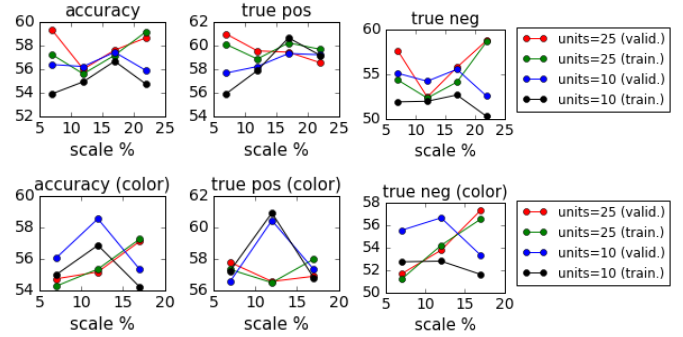 accuracy
true pos
true neg
62
60
58
56
54
52
5 10 15 20 25
scale %
62
60
58
56
54
5 10 15 20 25
scale %
60
55
50
5 10 15 20 25
scale %
units=25 (valid.)
units=25 (train.)
units=10 (valid.)
units=10 (train.)
accuracy (color)
true pos (color)
true neg (color)
60
58
56
54
5 10 15 20
scale %
62
60
58
56
5 10 15 20
scale %
58
56
54
52
50
5 10 15 20
scale %
units=25 (valid.)
units=25 (train.)
units=10 (valid.)
units=10 (train.)